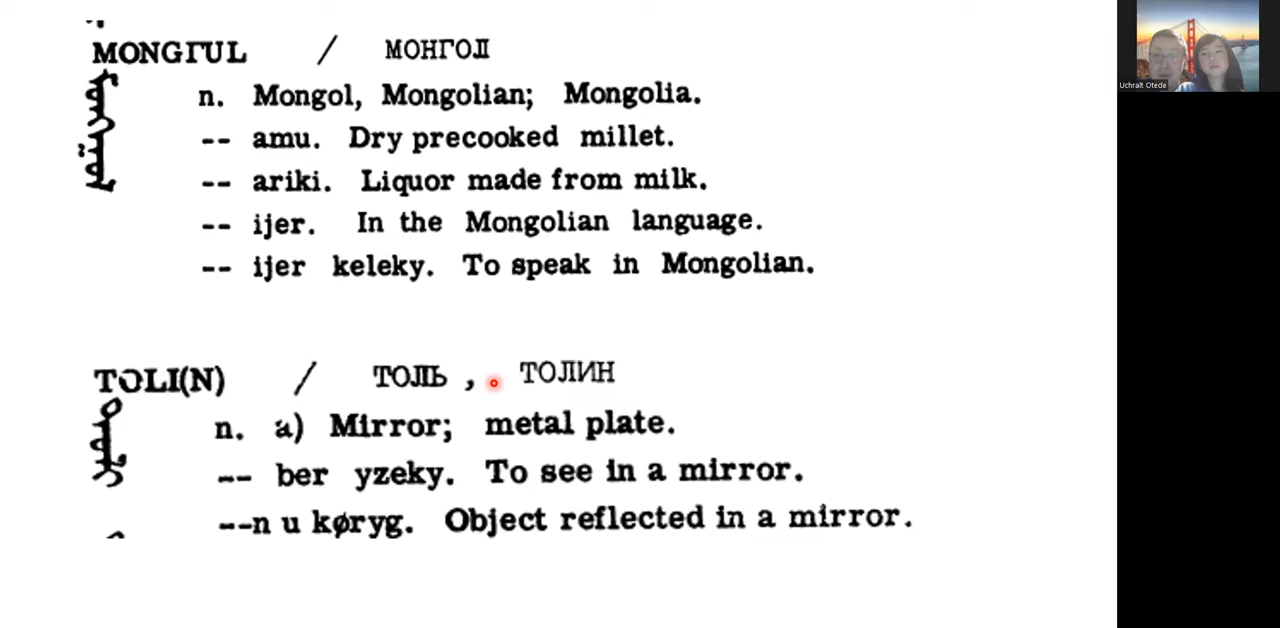 MONGΓUL / МОНГОЛ
ᠮᠣᠩᠭᠣᠯ
n. Mongol, Mongolian; Mongolia.
-- amu. Dry precooked millet.
-- ariki. Liquor made from milk.
-- ijer. In the Mongolian language.
-- ijer keleky. To speak in Mongolian.
TOLI(N) / ТОЛЬ, ТОЛИН
ᠲᠣᠯᠢ
n. a) Mirror; metal plate.
-- ber yzeky. To see in a mirror.
--n u køryg. Object reflected in a mirror.
Uchralt Otede